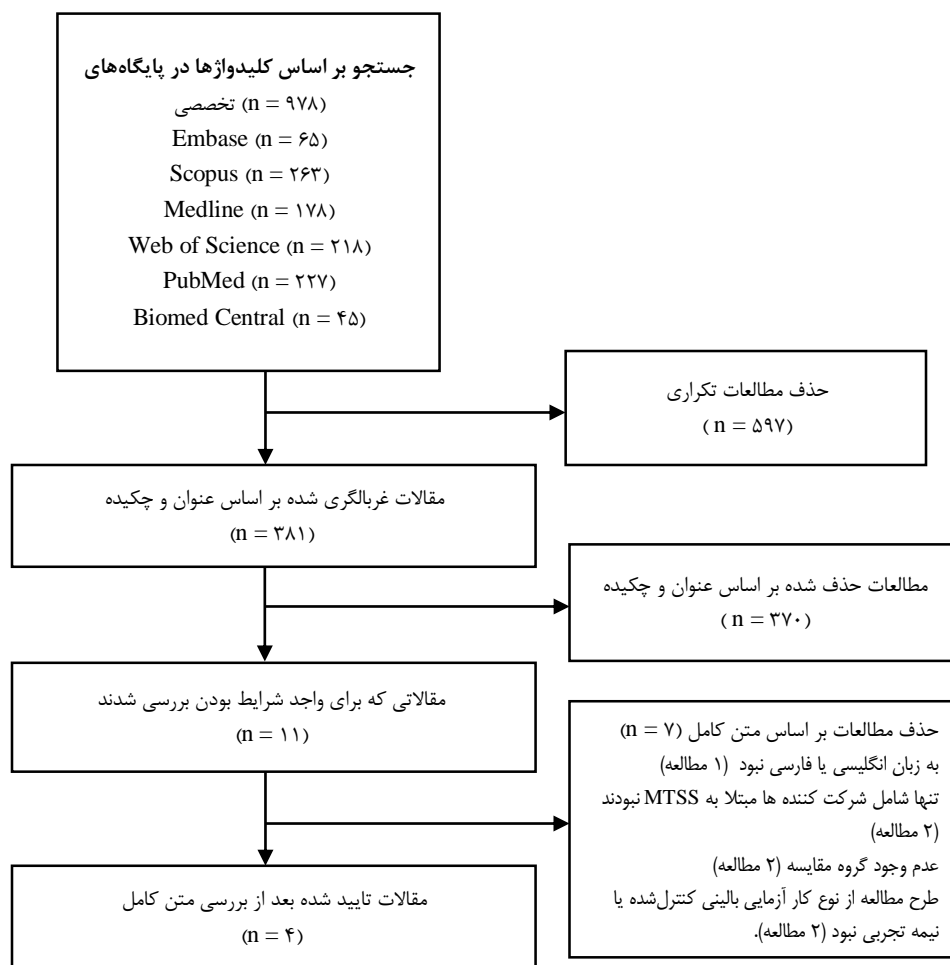 جستجو بر اساس کلیدواژها در پایگاه‌های
تخصصی (n = ۹۷۸)
Embase (n = ۶۵)
Scopus (n = ۲۶۳)
Medline (n = ۱۷۸)
Web of Science (n = ۲۱۸)
PubMed (n = ۲۲۷)
Biomed Central (n = ۴۵)
حذف مطالعات تکراری
(n = ۵۹۷)
مقالات غربالگری شده بر اساس عنوان و چکیده
(n = ۳۸۱)
مطالعات حذف شده بر اساس عنوان و چکیده
(n = ۳۷۰)
مقالاتی که برای واجد شرایط بودن بررسی شدند
(n = ۱۱)
حذف مطالعات بر اساس متن کامل (n = ۷)
به زبان انگلیسی یا فارسی نبود (۱ مطالعه)
تنها شامل شرکت کننده ها مبتلا به MTSS نبودند
(۲ مطالعه)
عدم وجود گروه مقایسه (۲ مطالعه)
طرح مطالعه از نوع کار آزمایی بالینی کنترل‌شده یا
نیمه تجربی نبود (۲ مطالعه).
مقالات تایید شده بعد از بررسی متن کامل
(n = ۴)